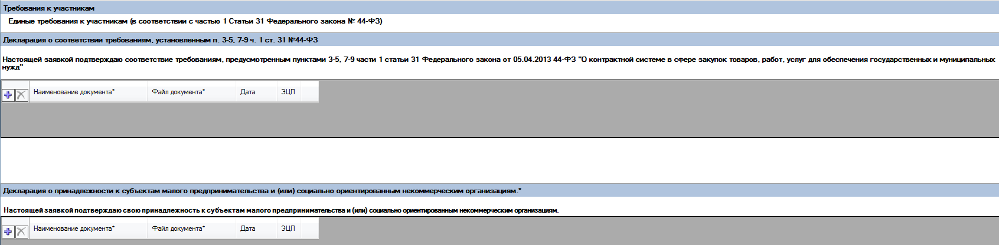 Требования к участникам
Единые требования к участникам (в соответствии с частью 1 Статьи 31 Федерального закона № 44-ФЗ)
Декларация о соответствии требованиям, установленным п. 3-5, 7-9 ч. 1 ст. 31 №44-ФЗ
Настоящей заявкой подтверждаю соответствие требованиям, предусмотренным пунктами 3-5, 7-9 части 1 статьи 31 Федерального закона от 05.04.2013 44-ФЗ "О контрактной системе в сфере закупок товаров, работ, услуг для обеспечения государственных и муниципальных
нужд"
Наименование документа* Файл документа* Дата ЭЦП
Декларация о принадлежности к субъектам малого предпринимательства и (или) социально ориентированным некоммерческим организациям.*
Настоящей заявкой подтверждаю свою принадлежность к субъектам малого предпринимательства и (или) социально ориентированным некоммерческим организациям.
Наименование документа* Файл документа* Дата ЭЦП